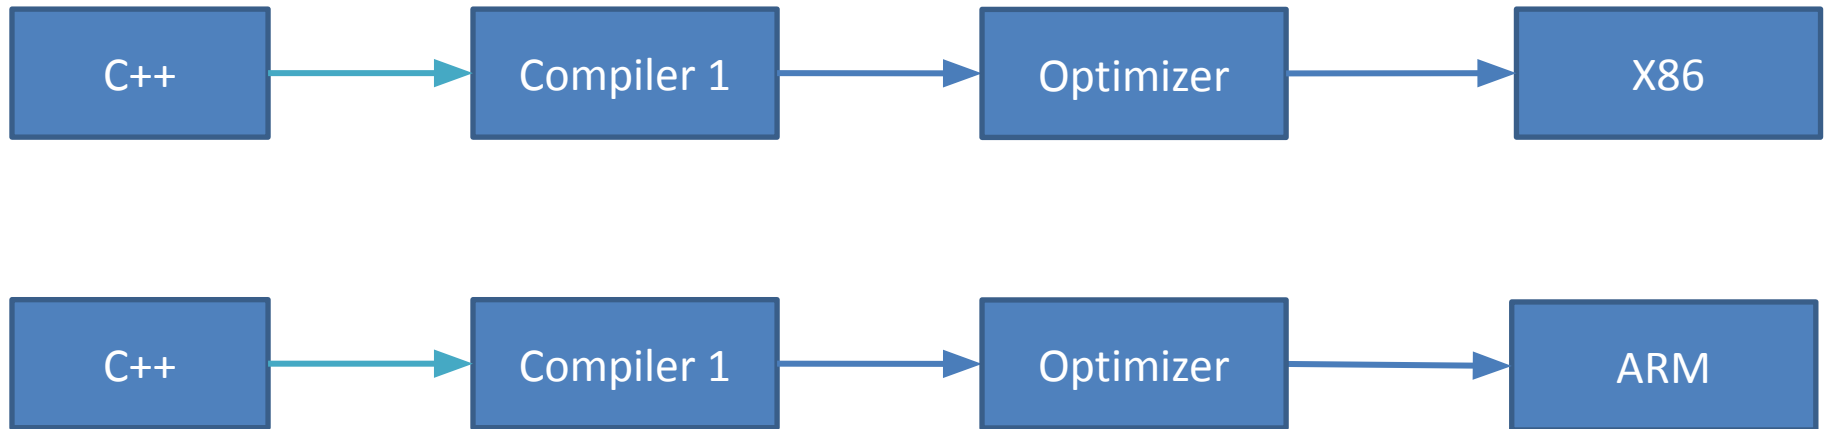 C++
Compiler 1
Optimizer
X86
C++
Compiler 1
Optimizer
ARM